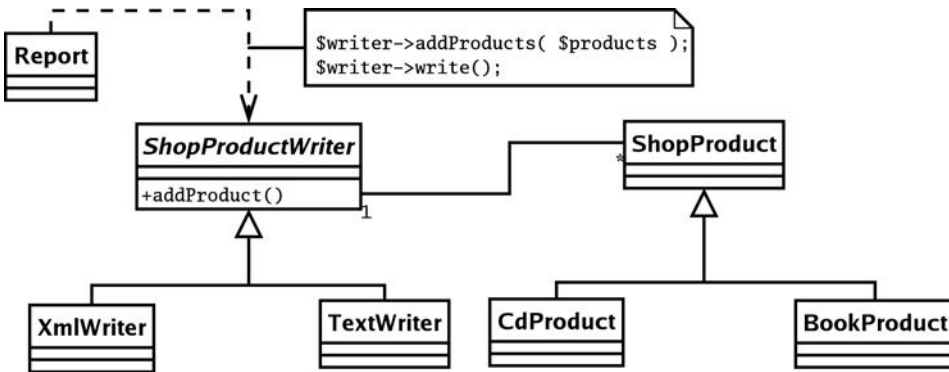 $writer->addProducts( $products );
$writer->write();
Report
ShopProductWriter
+addProduct()
1
*
ShopProduct
XmlWriter
TextWriter
CdProduct
BookProduct